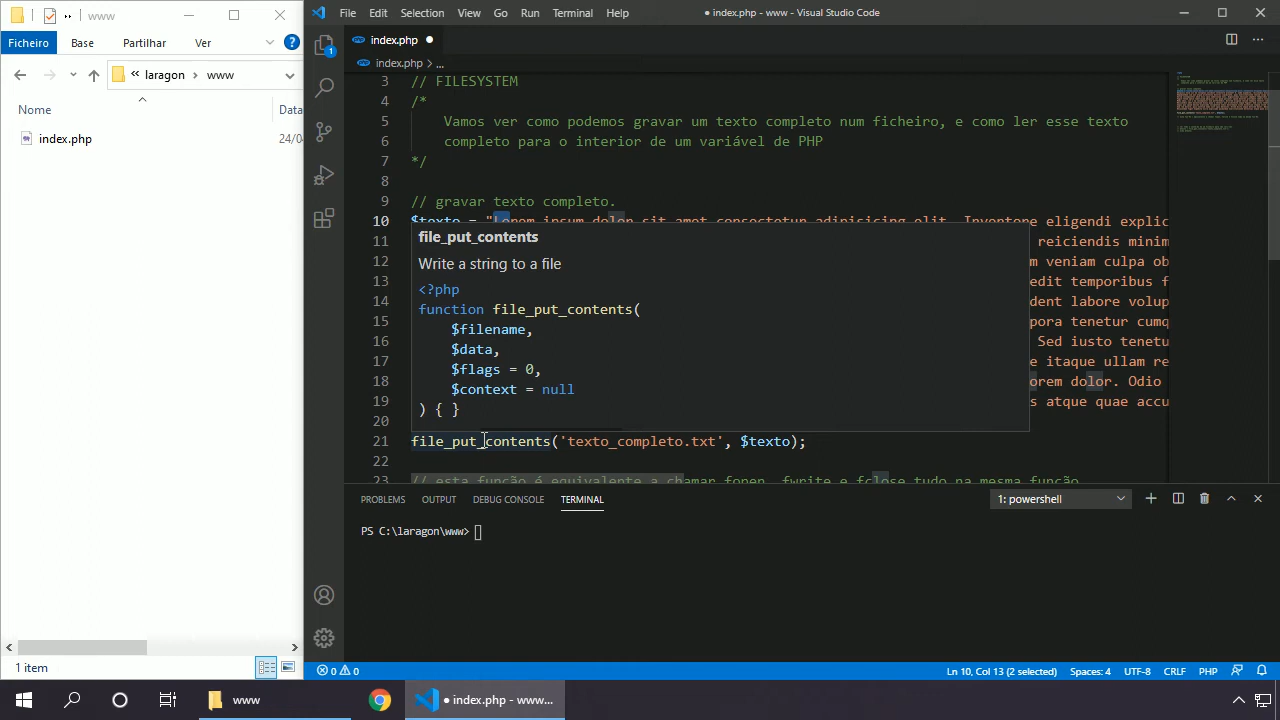 www
Ficheiro Base Partilhar Ver
laragon www
Nome Data
index.php 24/0
1 item
File Edit Selection View Go Run Terminal Help
● index.php - www - Visual Studio Code
index.php ●
index.php > ...
3 // FILESYSTEM
4 /*
5 Vamos ver como podemos gravar um texto completo num ficheiro, e como ler esse texto
6 completo para o interior de um variável de PHP
7 */
8
9 // gravar texto completo.
10 $texto = "Lorem ipsum dolor sit amet consectetur adipisicing elit. Inventore eligendi explic
11 reiciendis minim
12 m veniam culpa ob
13 edit temporibus f
14 dent labore volup
15 pora tenetur cumq
16 Sed iusto tenetu
17 e itaque ullam re
18 orem dolor. Odio
19 s atque quae accu
20
file_put_contents
Write a string to a file
<?php
function file_put_contents(
$filename,
$data,
$flags = 0,
$context = null
) { }
21 file_put_contents('texto_completo.txt', $texto);
22
23 // esta função é equivalente a chamar fopen, fwrite e fclose tudo na mesma função
PROBLEMS OUTPUT DEBUG CONSOLE TERMINAL
1: powershell
PS C:\laragon\www>
0 0 Ln 10, Col 13 (2 selected) Spaces: 4 UTF-8 CRLF PHP
www ● index.php - www...